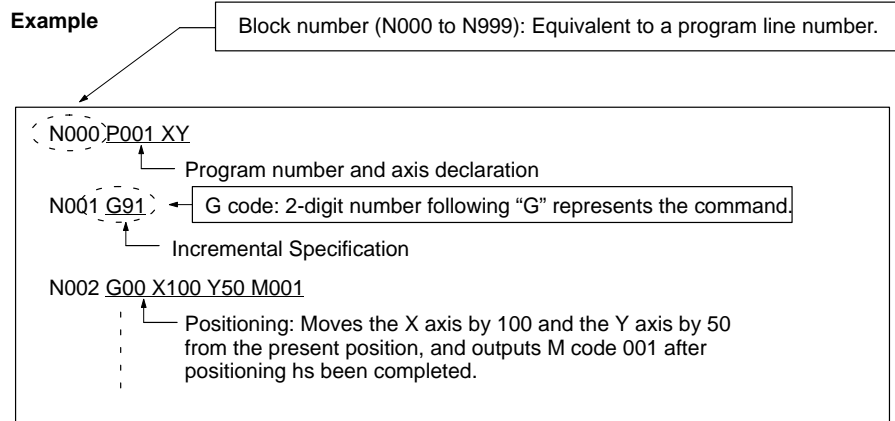 Example
Block number (N000 to N999): Equivalent to a program line number.
N000 P001 XY
Program number and axis declaration
N001 G91
G code: 2-digit number following “G” represents the command.
Incremental Specification
N002 G00 X100 Y50 M001
Positioning: Moves the X axis by 100 and the Y axis by 50
from the present position, and outputs M code 001 after
positioning hs been completed.